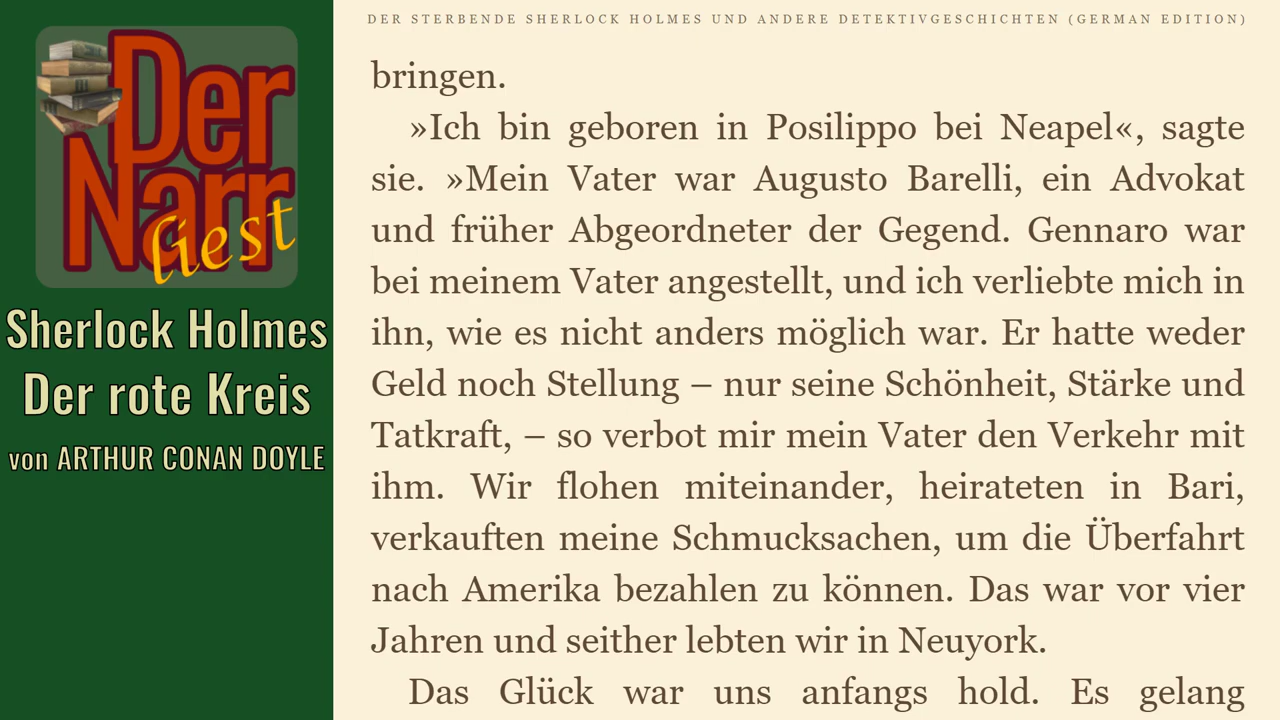 Der
Narr
liest
Sherlock Holmes
Der rote Kreis
von ARTHUR CONAN DOYLE
DER STERBENDE SHERLOCK HOLMES UND ANDERE DETEKTIVGESCHICHTEN (GERMAN EDITION)
bringen.
»Ich bin geboren in Posilippo bei Neapel«, sagte
sie. »Mein Vater war Augusto Barelli, ein Advokat
und früher Abgeordneter der Gegend. Gennaro war
bei meinem Vater angestellt, und ich verliebte mich in
ihn, wie es nicht anders möglich war. Er hatte weder
Geld noch Stellung – nur seine Schönheit, Stärke und
Tatkraft, – so verbot mir mein Vater den Verkehr mit
ihm. Wir flohen miteinander, heirateten in Bari,
verkauften meine Schmucksachen, um die Überfahrt
nach Amerika bezahlen zu können. Das war vor vier
Jahren und seither lebten wir in Neuyork.
Das Glück war uns anfangs hold. Es gelang